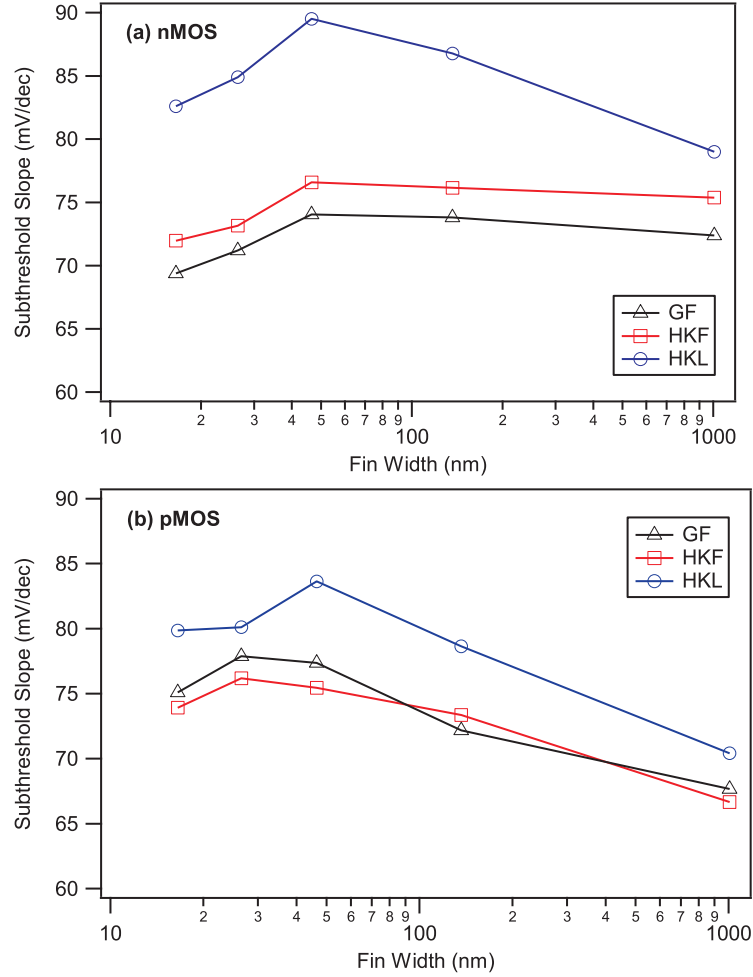 (a) nMOS
Subthreshold Slope (mV/dec)
90
85
80
75
70
65
60
GF
HKF
HKL
2 3 4 5 6 7 8 9 2 3 4 5 6 7 8 9
10 100 1000
Fin Width (nm)
(b) pMOS
Subthreshold Slope (mV/dec)
90
85
80
75
70
65
60
GF
HKF
HKL
2 3 4 5 6 7 8 9 2 3 4 5 6 7 8 9
10 100 1000
Fin Width (nm)